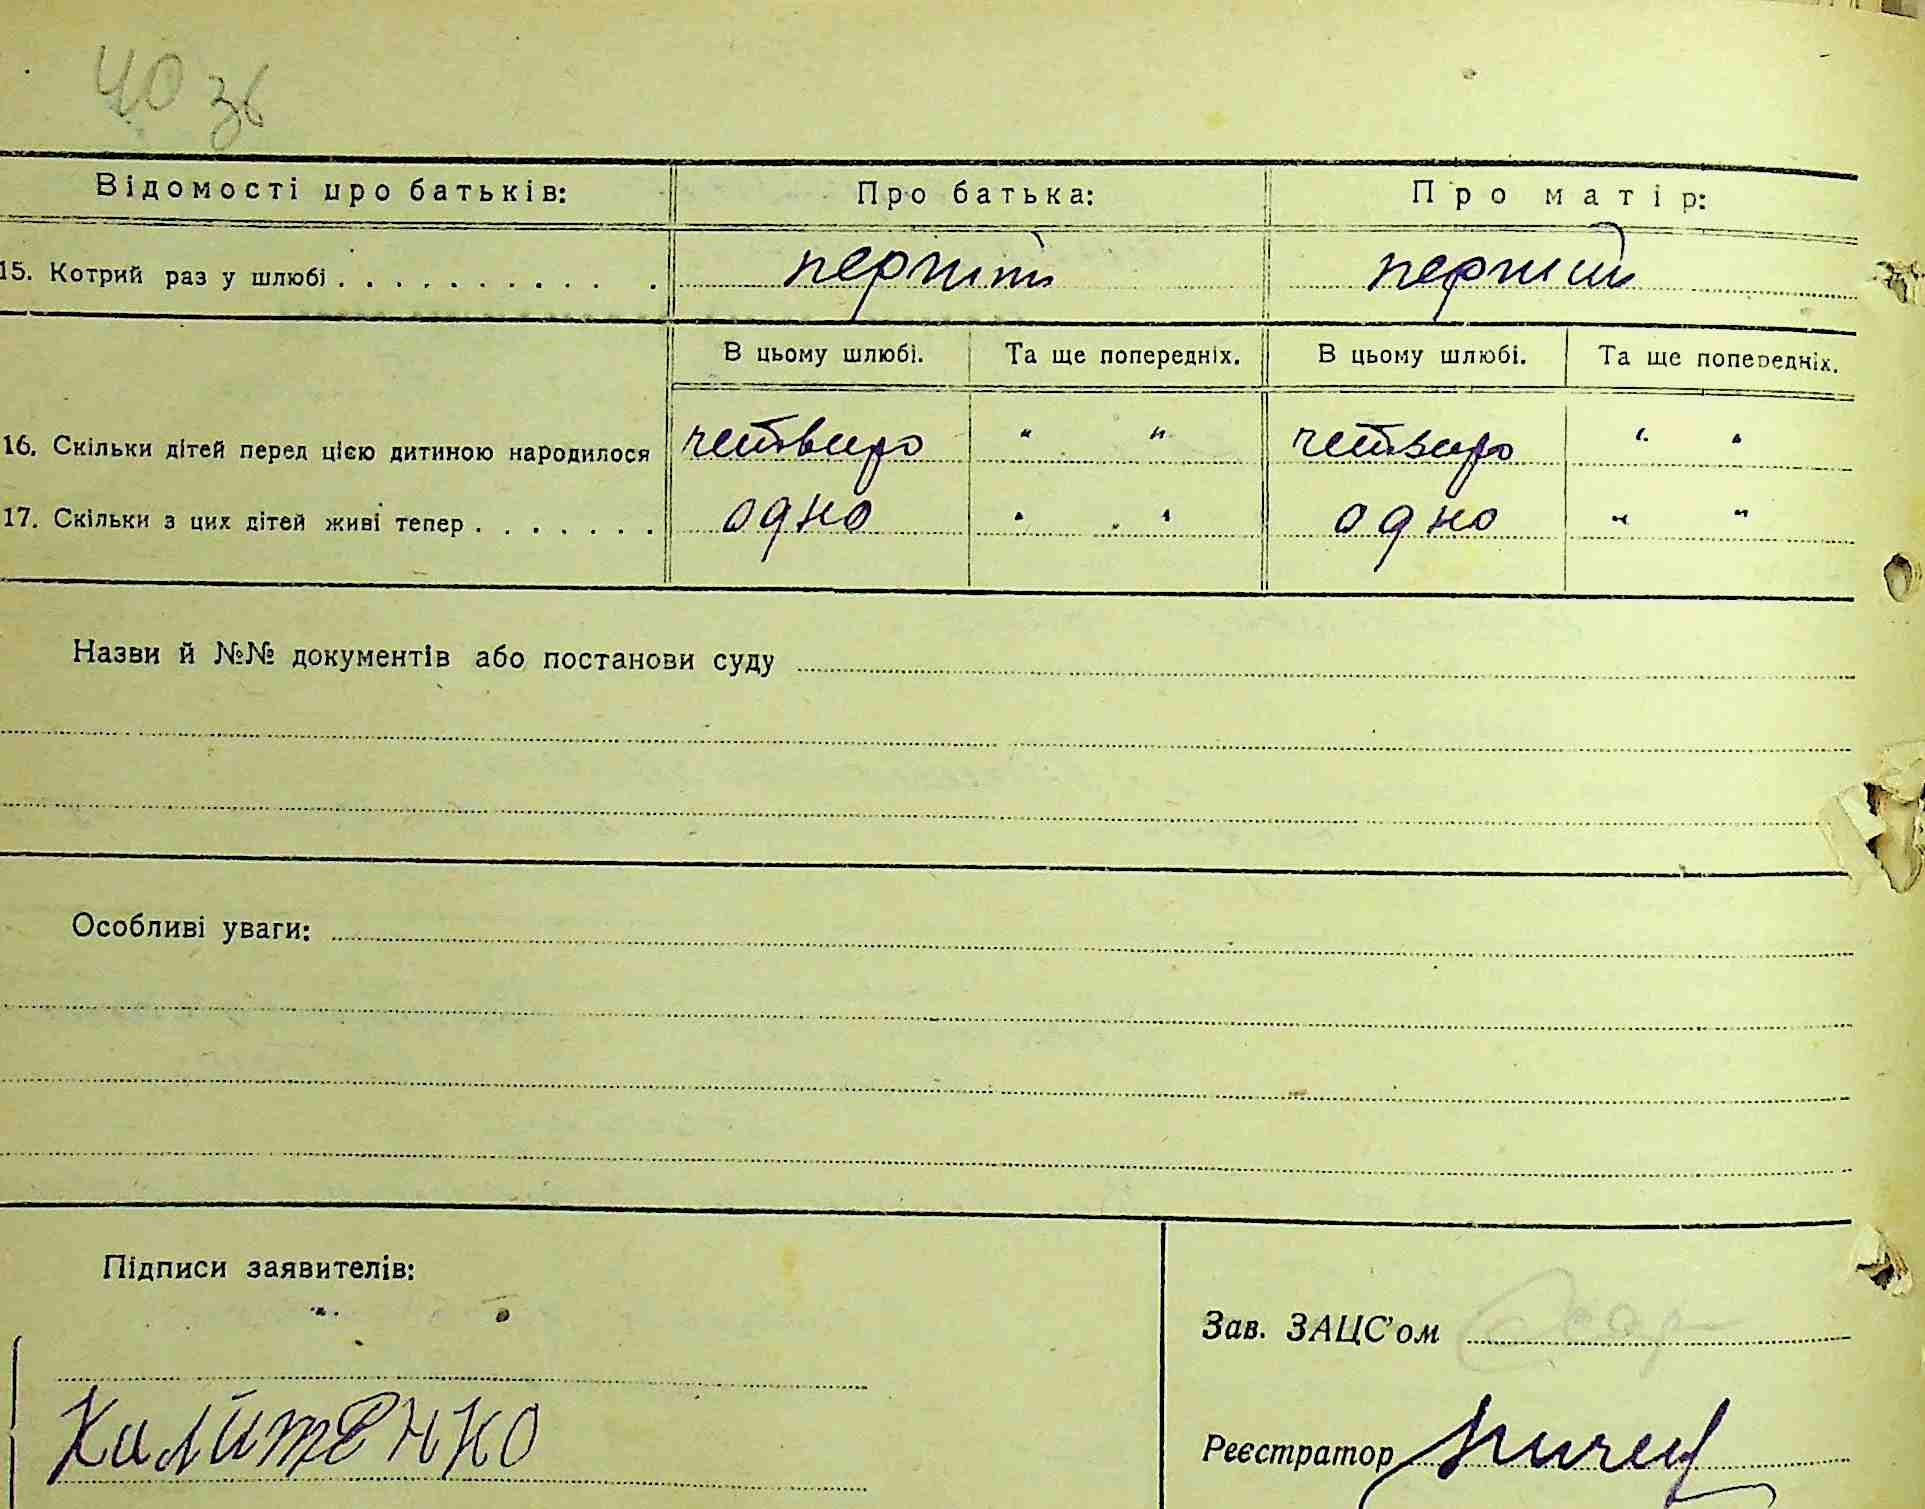 40 зв
Відомості про батьків: Про батька: Про матір:
15. Котрий раз у шлюбі . . . . . . . . . . . . перший перший
В цьому шлюбі. Та ще попередніх. В цьому шлюбі. Та ще попередніх.
16. Скільки дітей перед цією дитиною народилося четверо " " четверо " "
17. Скільки з цих дітей живі тепер . . . . . . . одно " " одно " "
Назви й №№ документів або постанови суду
Особливі уваги:
Підписи заявителів:
Зав. ЗАЦС'ом
Калитенко
Реєстратор